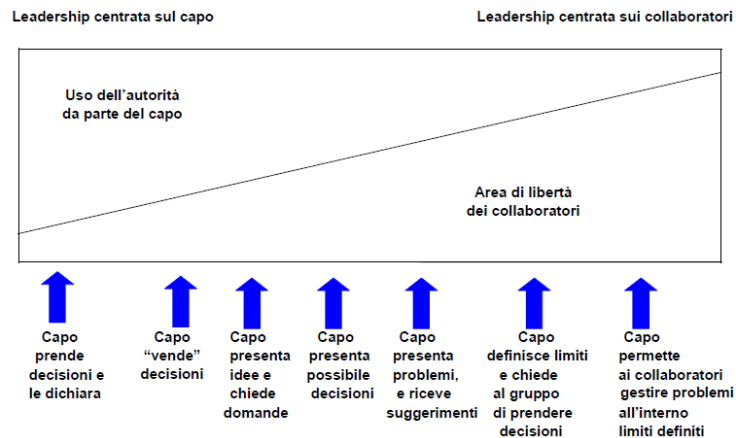 Leadership centrata sul capo
Leadership centrata sui collaboratori
Uso dell'autorità
da parte del capo
Area di libertà
dei collaboratori
Capo
prende
decisioni e
le dichiara
Capo
“vende”
decisioni
Capo
presenta
idee e
chiede
domande
Capo
presenta
possibile
decisioni
Capo
presenta
problemi,
e riceve
suggerimenti
Capo
definisce limiti
e chiede
al gruppo
di prendere
decisioni
Capo
permette
ai collaboratori
gestire problemi
all'interno
limiti definiti